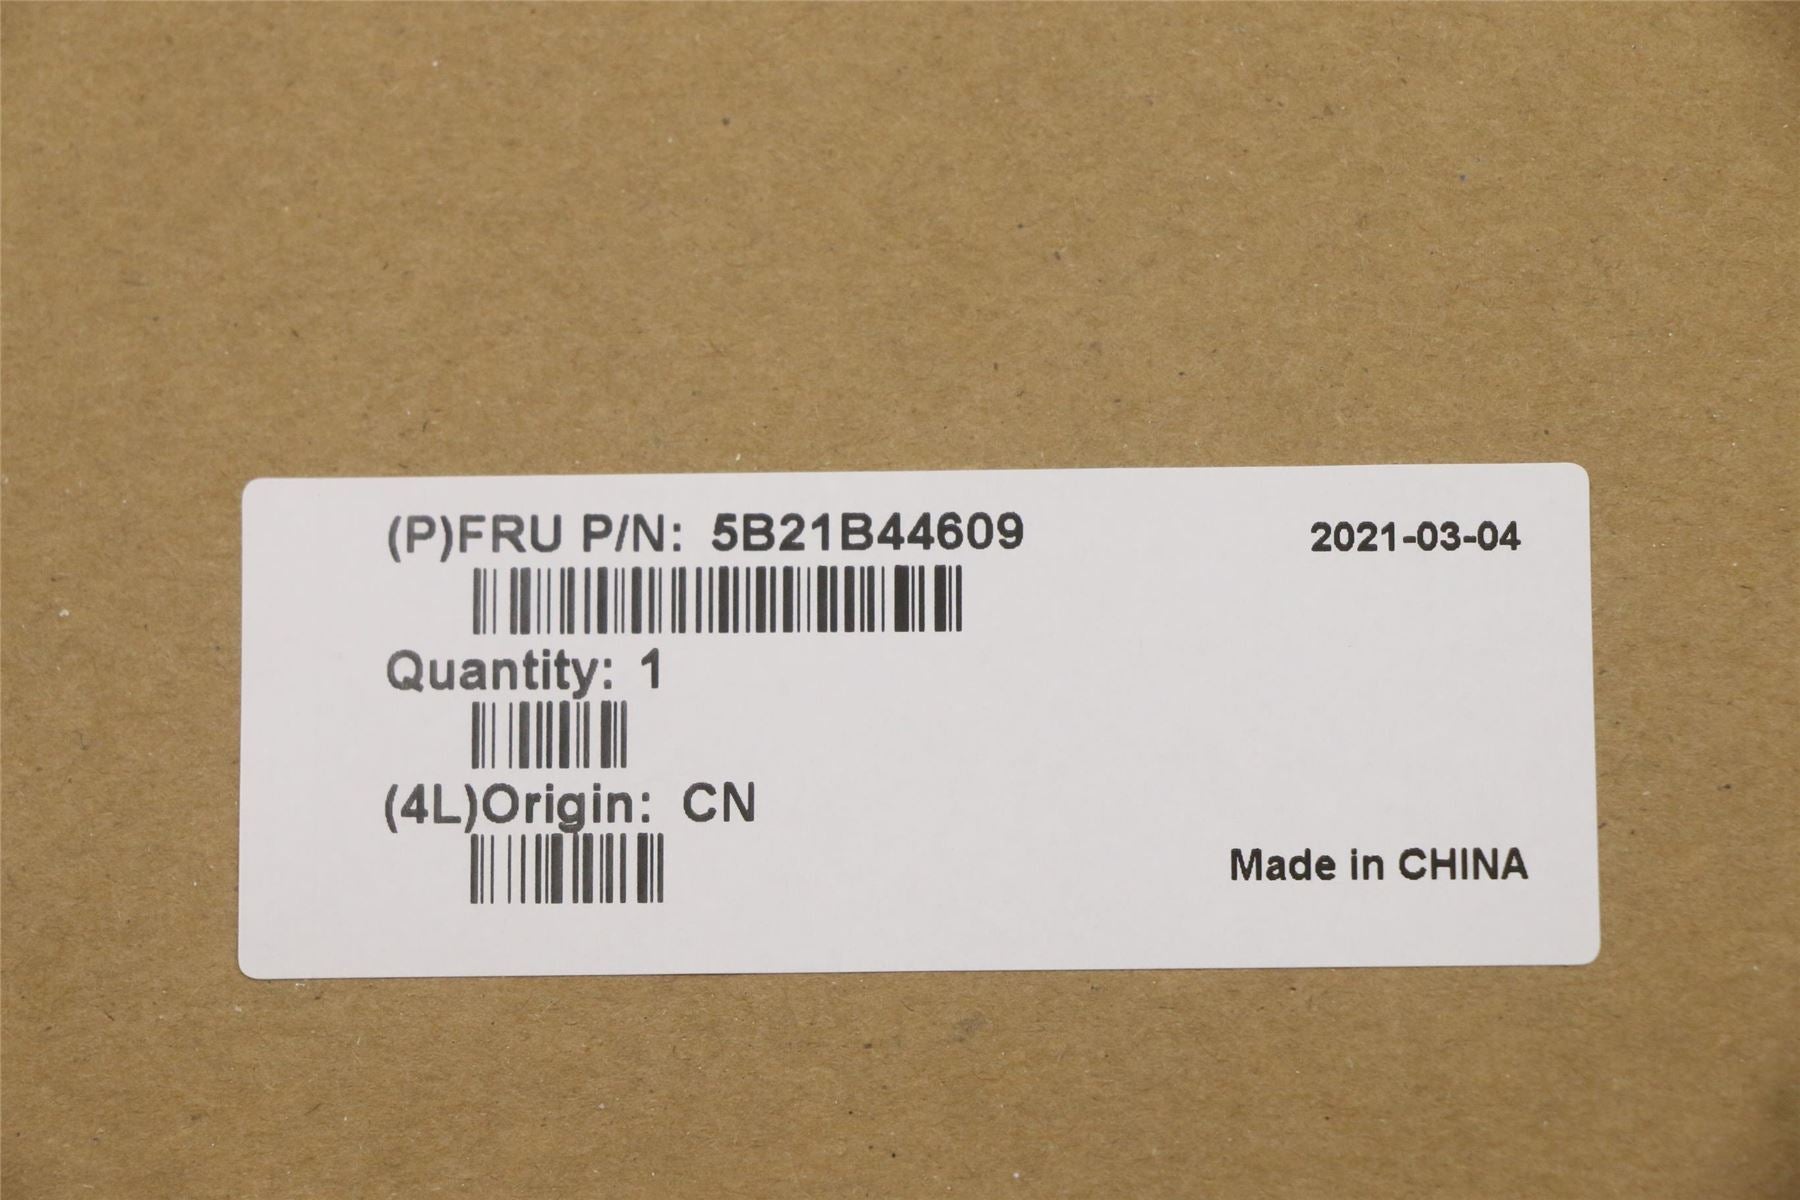 (P)FRU P/N: 5B21B44609
2021-03-04
Quantity: 1
(4L)Origin: CN
Made in CHINA